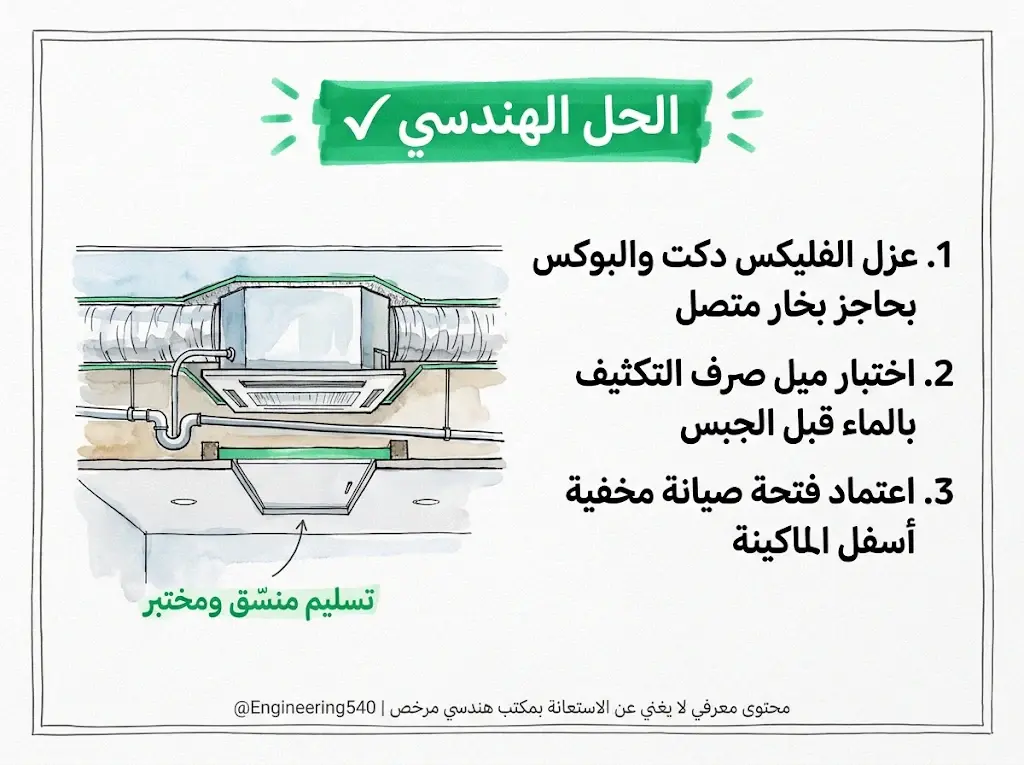 الحل الهندسي ✓
1. عزل الفليكس دكت والبوكس
بحاجز بخار متصل
2. اختبار ميل صرف التكثيف
بالماء قبل الجبس
3. اعتماد فتحة صيانة مخفية
أسفل الماكينة
تسليم منسّق ومختبر
محتوى معرفي لا يغني عن الاستعانة بمكتب هندسي مرخص | @Engineering540